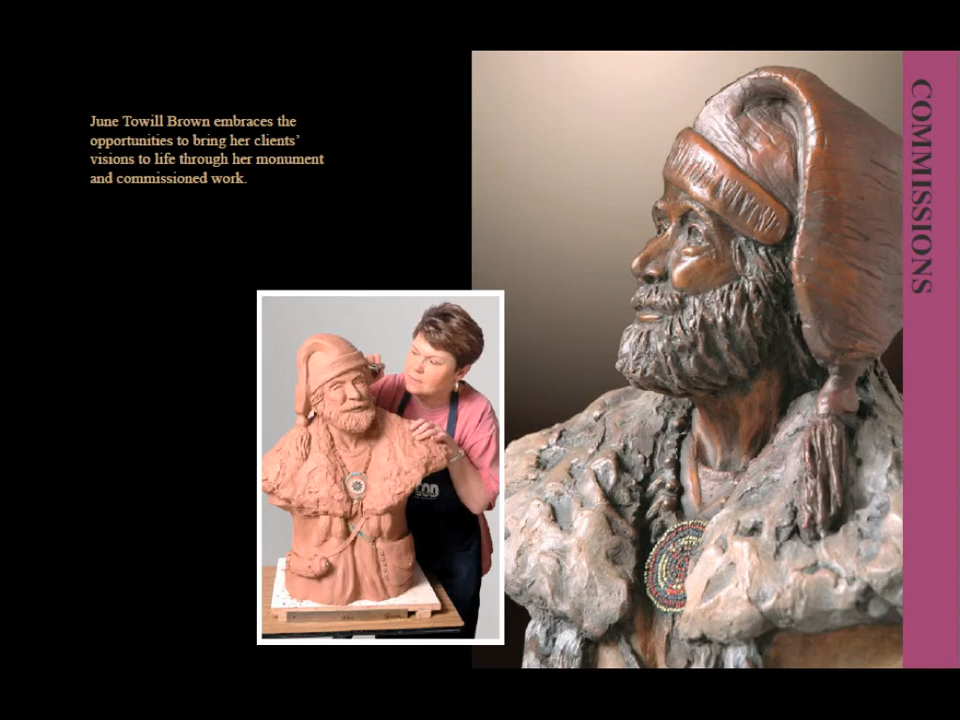 June Towill Brown embraces the
opportunities to bring her clients’
visions to life through her monument
and commissioned work.
COMMISSIONS